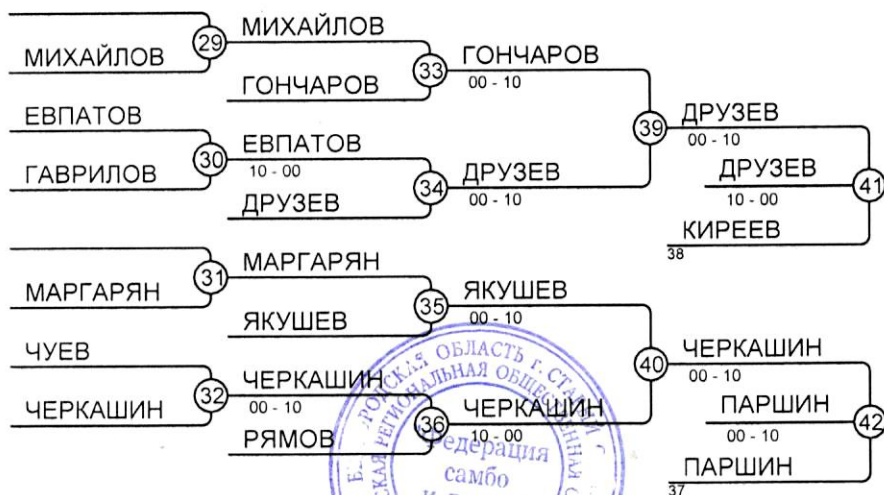 МИХАЙЛОВ
29
МИХАЙЛОВ
ГОНЧАРОВ
33
ГОНЧАРОВ
00 - 10
ЕВПАТОВ
ГАВРИЛОВ
30
ЕВПАТОВ
10 - 00
ДРУЗЕВ
34
ДРУЗЕВ
00 - 10
39
ДРУЗЕВ
00 - 10
ДРУЗЕВ
10 - 00
41
КИРЕЕВ
38
МАРГАРЯН
31
МАРГАРЯН
ЯКУШЕВ
35
ЯКУШЕВ
00 - 10
ЧУЕВ
ЧЕРКАШИН
32
ЧЕРКАШИН
00 - 10
РЯМОВ
36
ЧЕРКАШИН
10 - 00
40
ЧЕРКАШИН
00 - 10
ПАРШИН
00 - 10
42
ПАРШИН
37
ОБЛАСТЬ г. СТАРЫЙ
РЕГИОНАЛЬНАЯ
Федерация
самбо